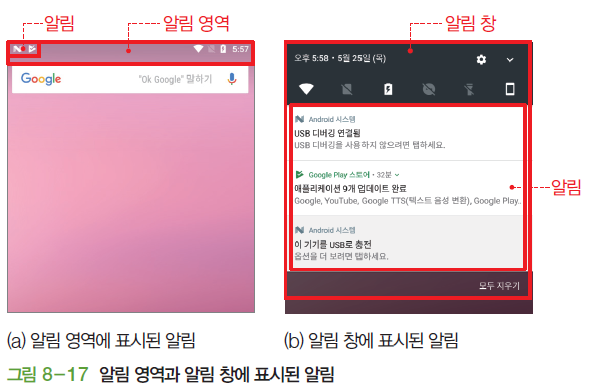 알림
알림 영역
알림 창
5:57
Google
"Ok Google" 말하기
오후 5:58 • 5월 25일 (목)
Android 시스템
USB 디버깅 연결됨
USB 디버깅을 사용하지 않으려면 탭하세요.
Google Play 스토어 • 32분
애플리케이션 9개 업데이트 완료
Google, YouTube, Google TTS(텍스트 음성 변환), Google Play..
알림
Android 시스템
이 기기를 USB로 충전
옵션을 더 보려면 탭하세요.
모두 지우기
(a) 알림 영역에 표시된 알림
(b) 알림 창에 표시된 알림
그림 8-17 알림 영역과 알림 창에 표시된 알림